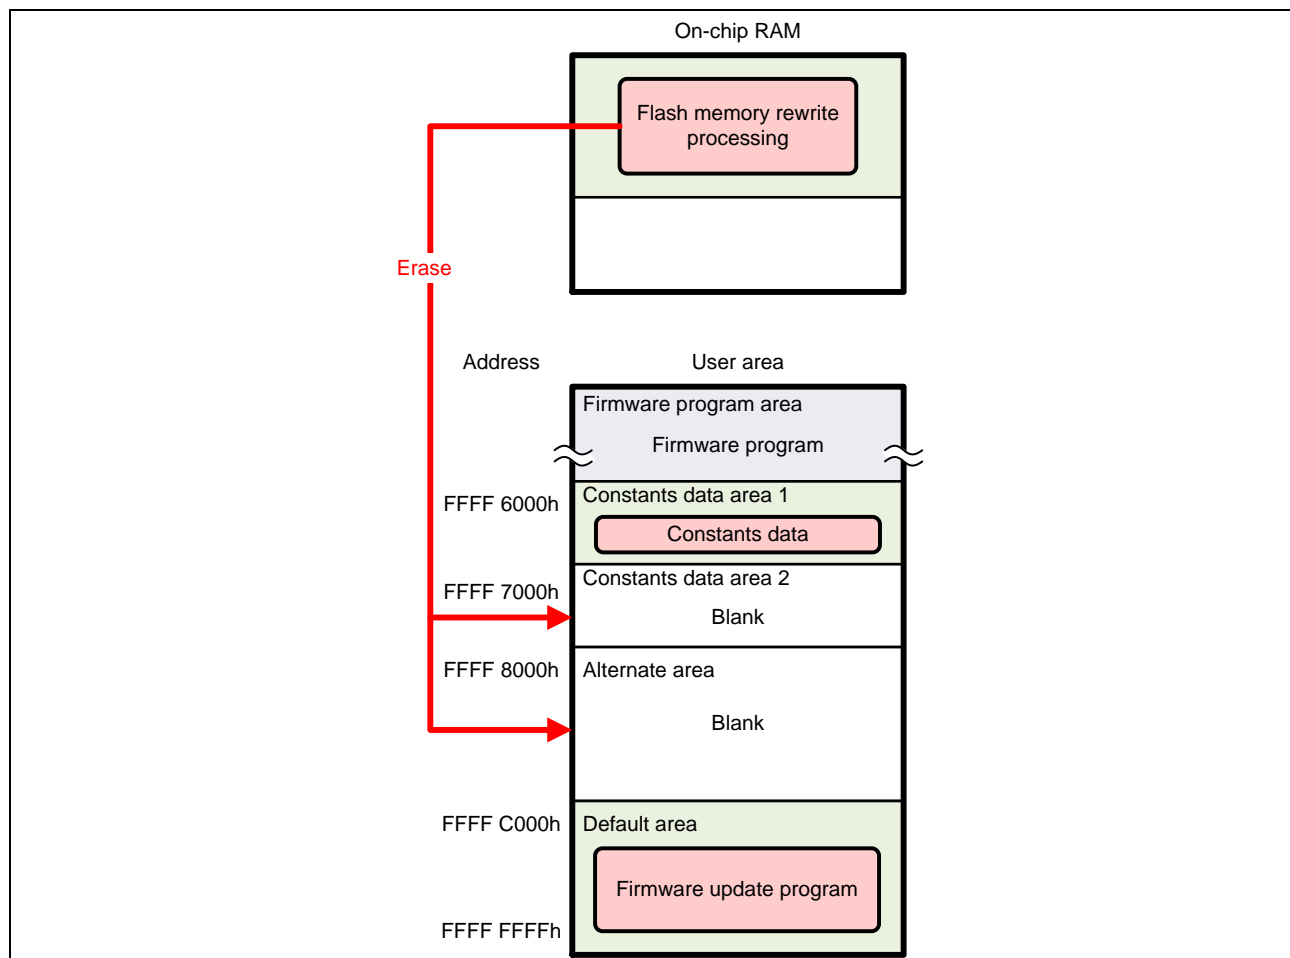 On-chip RAM
Flash memory rewrite
processing
Erase
Address
User area
Firmware program area
Firmware program
FFFF 6000h
Constants data area 1
Constants data
FFFF 7000h
Constants data area 2
Blank
FFFF 8000h
Alternate area
Blank
FFFF C000h
Default area
Firmware update program
FFFF FFFFh